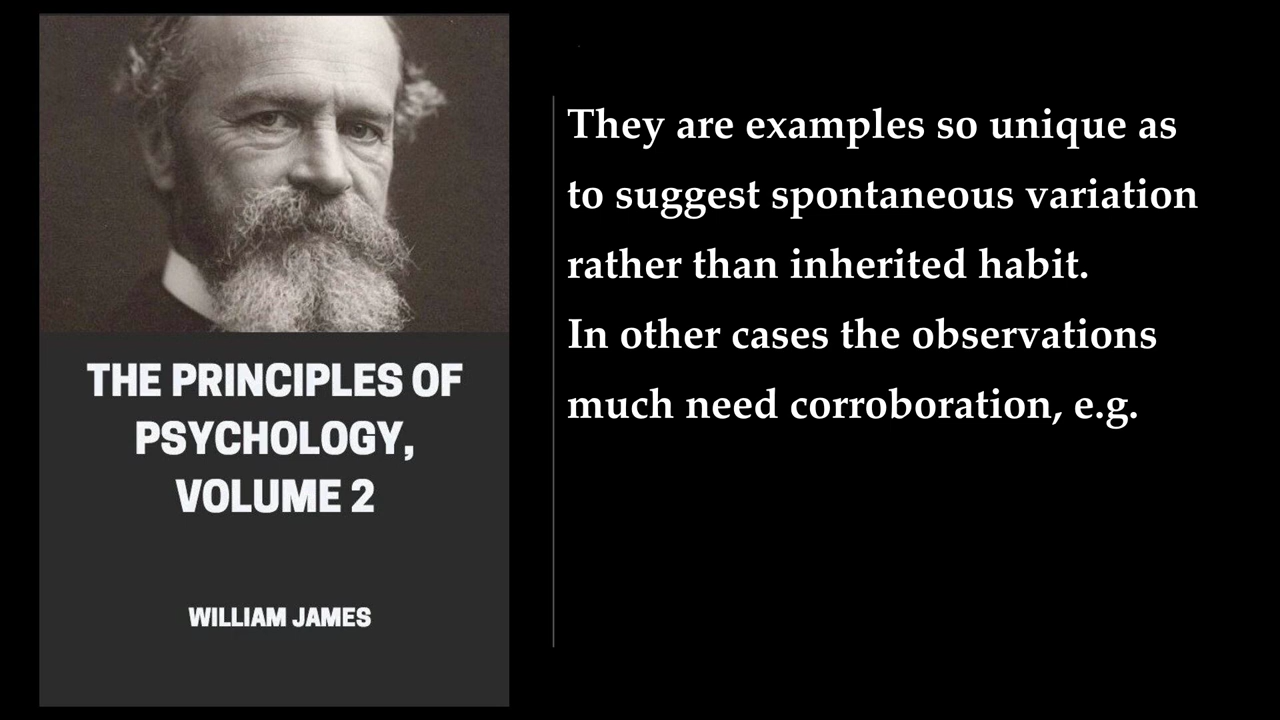 THE PRINCIPLES OF
PSYCHOLOGY,
VOLUME 2
WILLIAM JAMES
They are examples so unique as
to suggest spontaneous variation
rather than inherited habit.
In other cases the observations
much need corroboration, e.g.